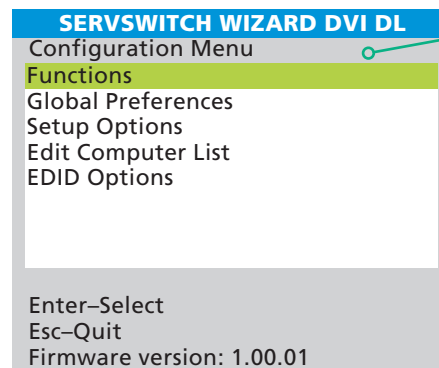 SERVSWITCH WIZARD DVI DL
Configuration Menu
Functions
Global Preferences
Setup Options
Edit Computer List
EDID Options
Enter–Select
Esc–Quit
Firmware version: 1.00.01